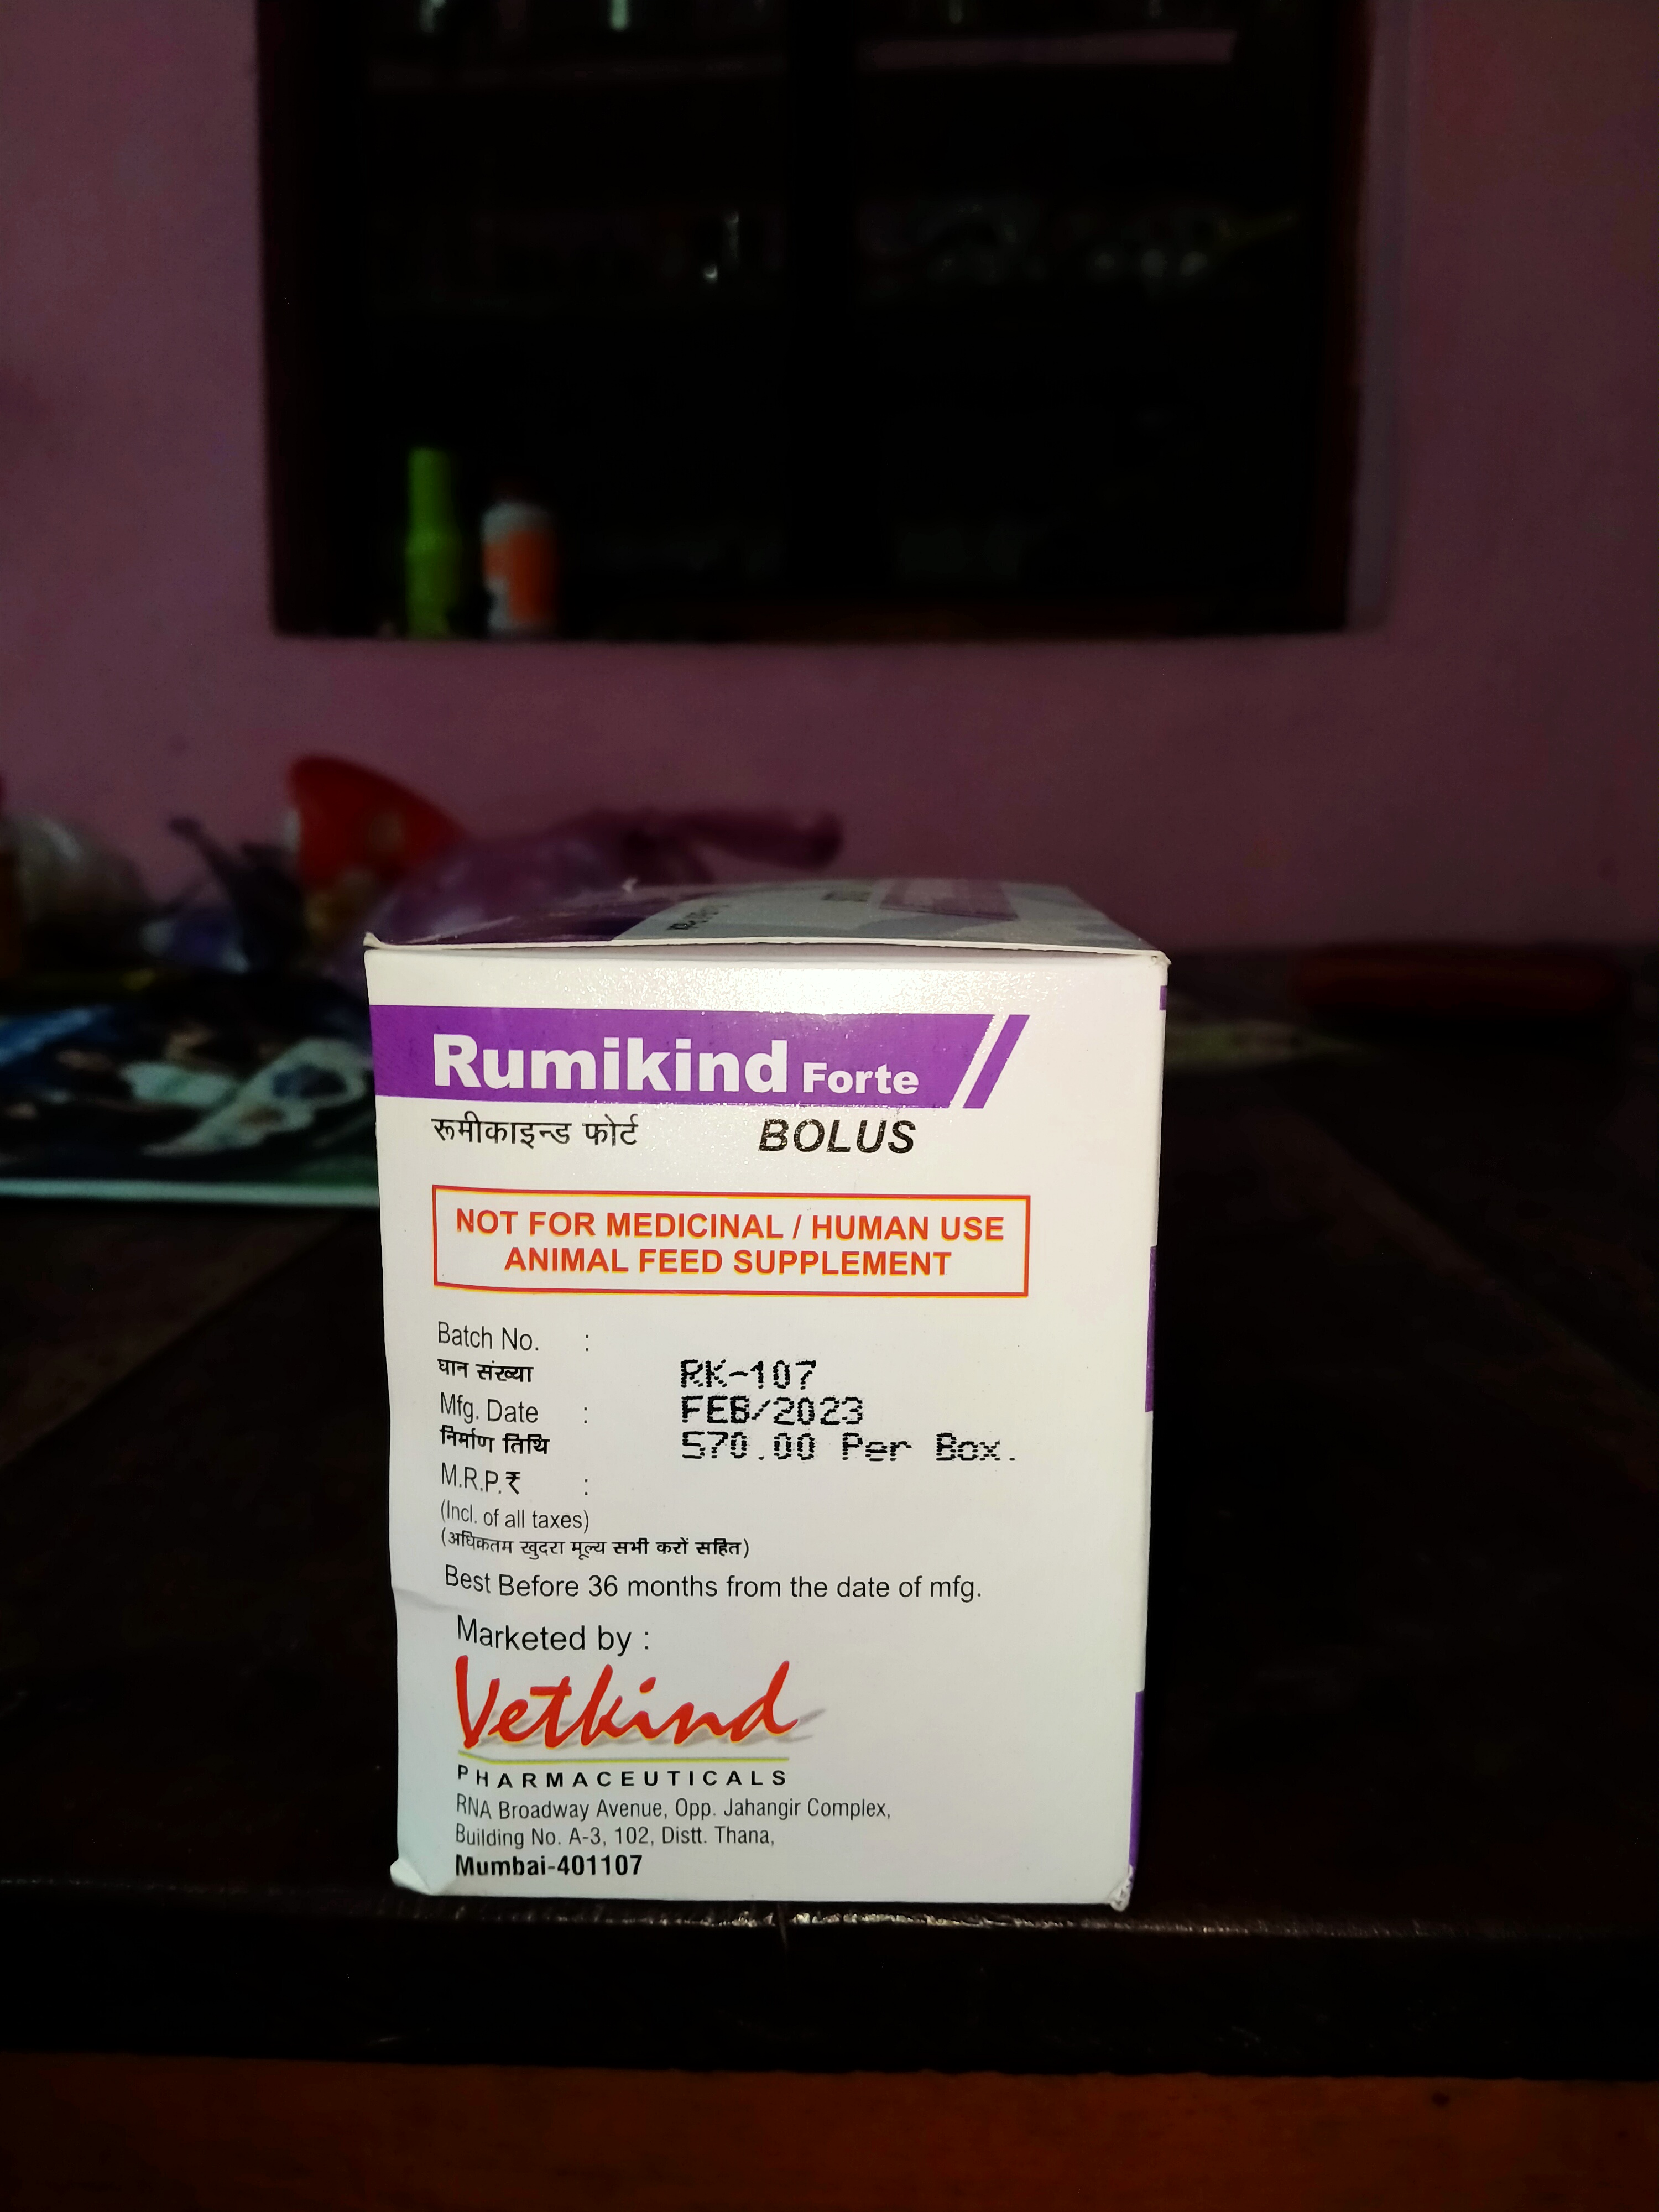 Rumikind Forte
रूमीकाइन्ड फोर्ट BOLUS
NOT FOR MEDICINAL / HUMAN USE
ANIMAL FEED SUPPLEMENT
Batch No. :
घान संख्या RK-107
Mfg. Date : FEB/2023
निर्माण तिथि 570.00 Per Box.
M.R.P.₹ :
(Incl. of all taxes)
(अधिकतम खुदरा मूल्य सभी करों सहित)
Best Before 36 months from the date of mfg.
Marketed by :
Vetkind
PHARMACEUTICALS
RNA Broadway Avenue, Opp. Jahangir Complex,
Building No. A-3, 102, Distt. Thana,
Mumbai-401107